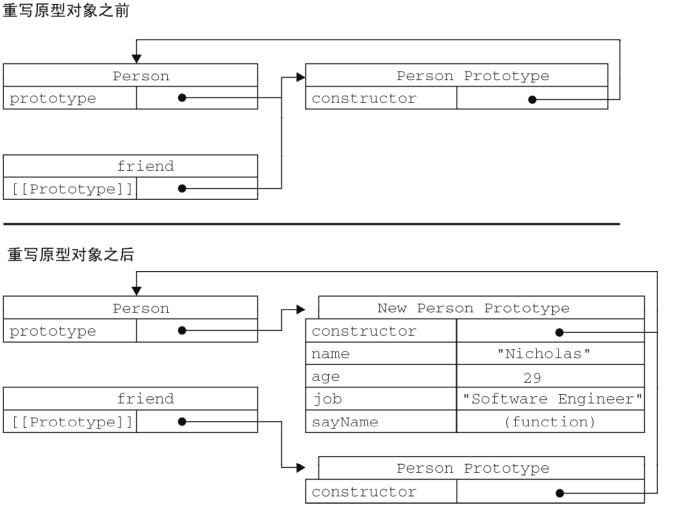 重写原型对象之前
Person
prototype
Person Prototype
constructor
friend
[[Prototype]]
重写原型对象之后
Person
prototype
New Person Prototype
constructor
name "Nicholas"
age 29
job "Software Engineer"
sayName (function)
friend
[[Prototype]]
Person Prototype
constructor